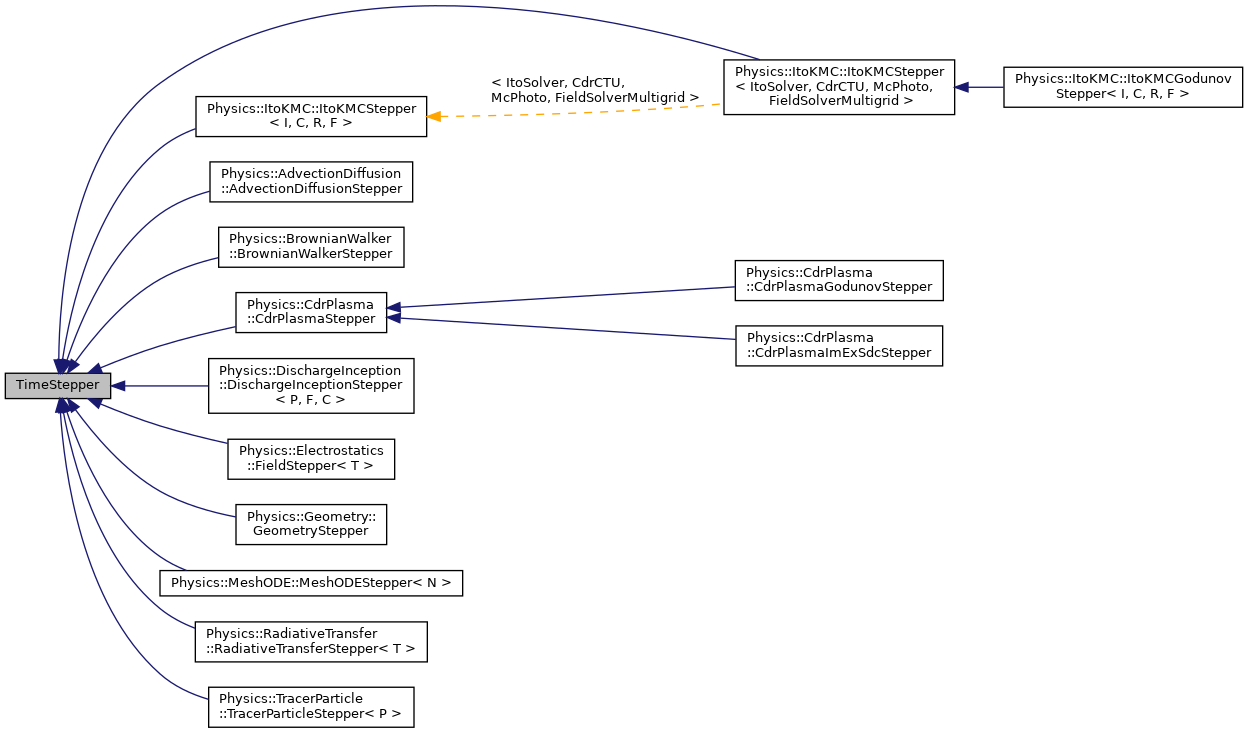 < ItoSolver, CdrCTU,
McPhoto, FieldSolverMultigrid >
Physics::ItoKMC::ItoKMCStepper
< ItoSolver, CdrCTU, McPhoto,
FieldSolverMultigrid >
Physics::ItoKMC::ItoKMCGodunov
Stepper< I, C, R, F >
Physics::ItoKMC::ItoKMCStepper
< I, C, R, F >
Physics::AdvectionDiffusion
::AdvectionDiffusionStepper
Physics::BrownianWalker
::BrownianWalkerStepper
Physics::CdrPlasma
::CdrPlasmaStepper
Physics::CdrPlasma
::CdrPlasmaGodunovStepper
Physics::CdrPlasma
::CdrPlasmaImExSdcStepper
TimeStepper
Physics::DischargeInception
::DischargeInceptionStepper
< P, F, C >
Physics::Electrostatics
::FieldStepper< T >
Physics::Geometry::
GeometryStepper
Physics::MeshODE::MeshODEStepper< N >
Physics::RadiativeTransfer
::RadiativeTransferStepper< T >
Physics::TracerParticle
::TracerParticleStepper< P >